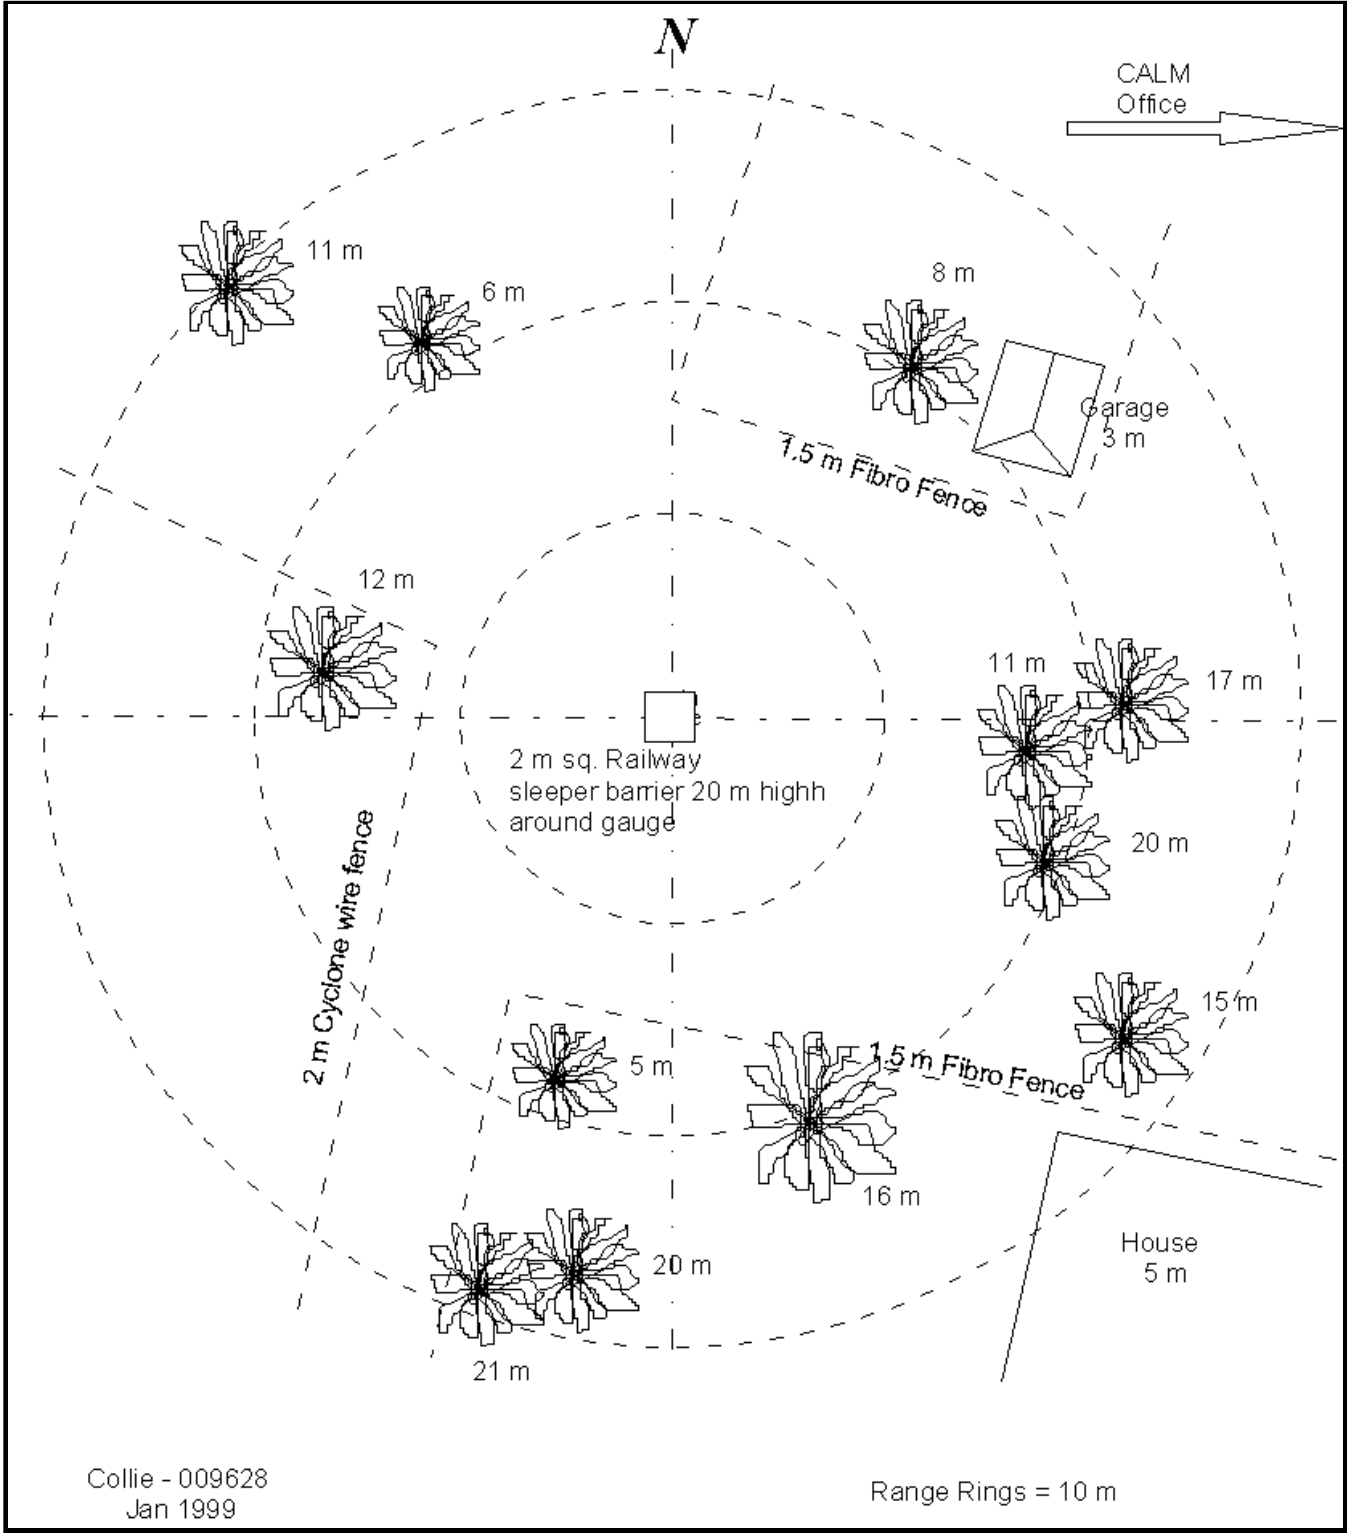 N
CALM
Office
11 m
6 m
8 m
Garage
3 m
1.5 m Fibro Fence
12 m
11 m
17 m
2 m sq. Railway
sleeper barrier 20 m highh
around gauge
20 m
2 m Cyclone wire fence
15 m
5 m
1.5 m Fibro Fence
16 m
House
5 m
20 m
21 m
Collie - 009628
Jan 1999
Range Rings = 10 m